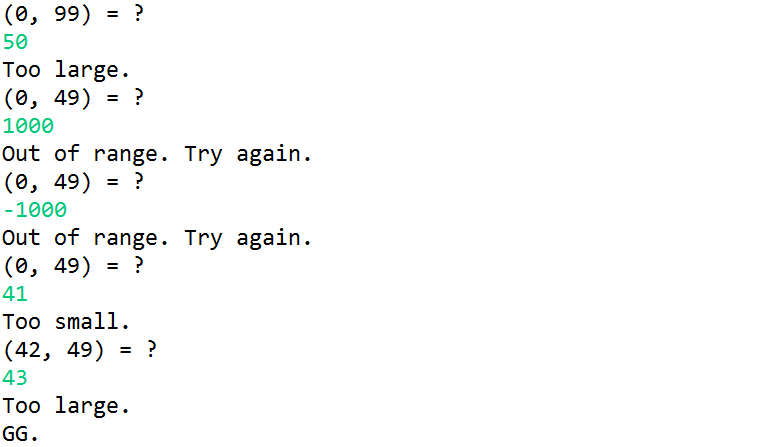 (0, 99) = ?
50
Too large.
(0, 49) = ?
1000
Out of range. Try again.
(0, 49) = ?
-1000
Out of range. Try again.
(0, 49) = ?
41
Too small.
(42, 49) = ?
43
Too large.
GG.